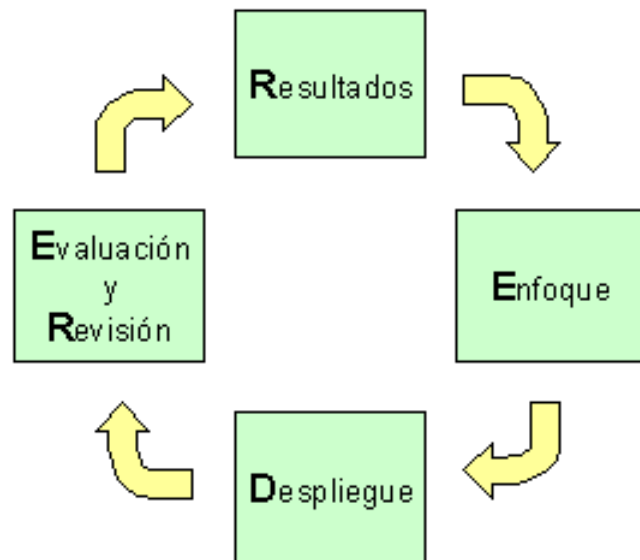 Resultados
Evaluación
y
Revisión
Enfoque
Despliegue